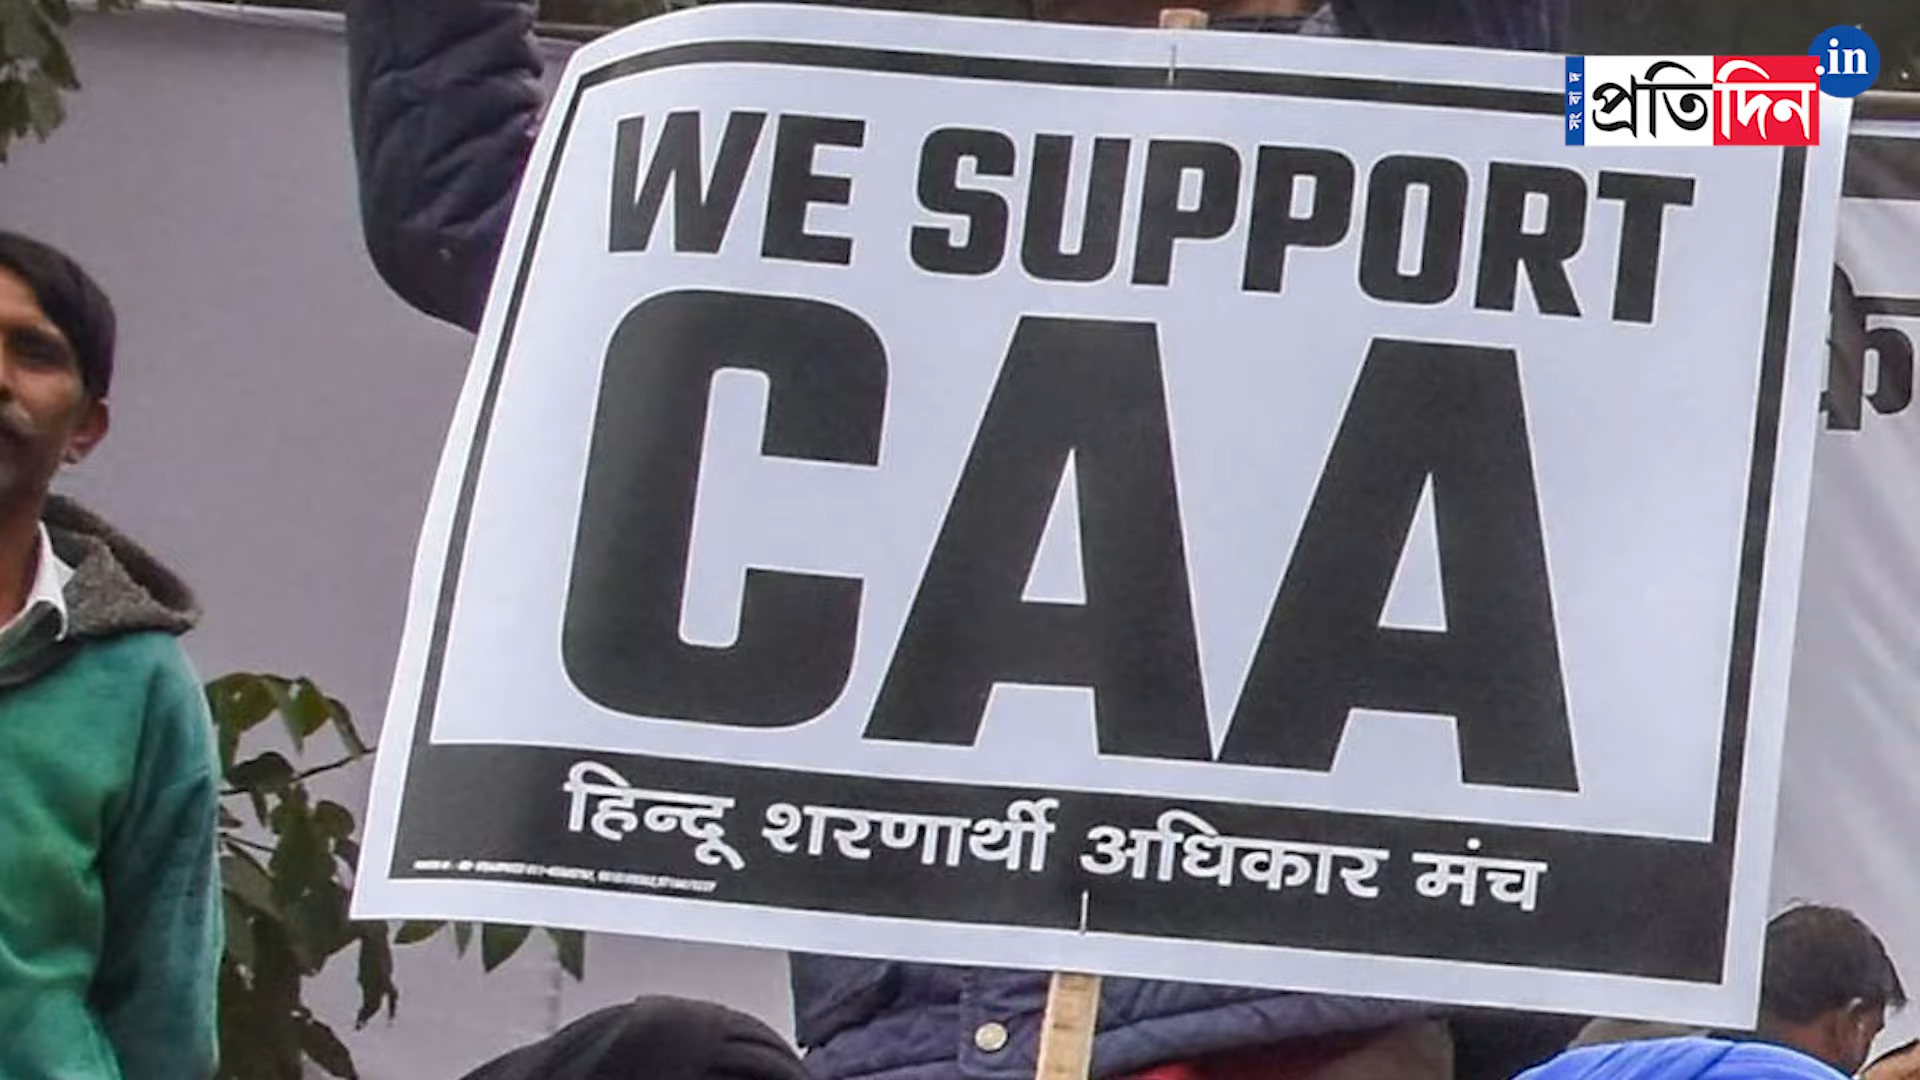 সংবাদ প্রতিদিন .in
WE SUPPORT
CAA
हिन्दू शरणार्थी अधिकार मंच